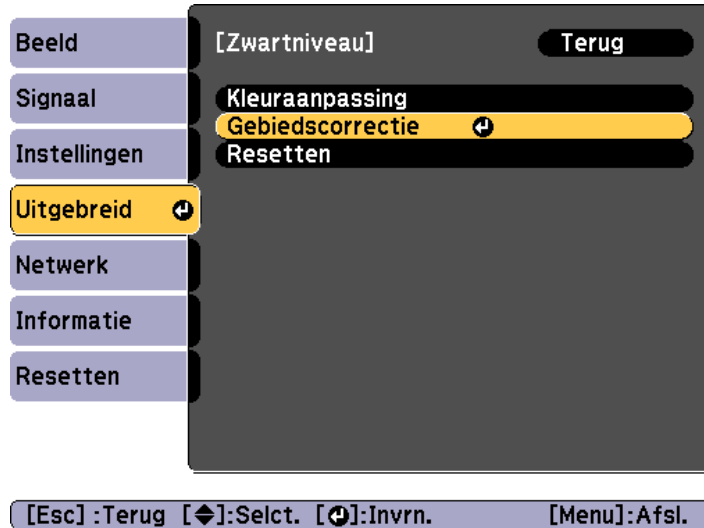 Beeld
Signaal
Instellingen
Uitgebreid
Netwerk
Informatie
Resetten
[Zwartniveau] Terug
Kleuraanpassing
Gebiedscorrectie
Resetten
[Esc] :Terug [◆]:Selct. [⏎]:Invrn. [Menu]:Afsl.